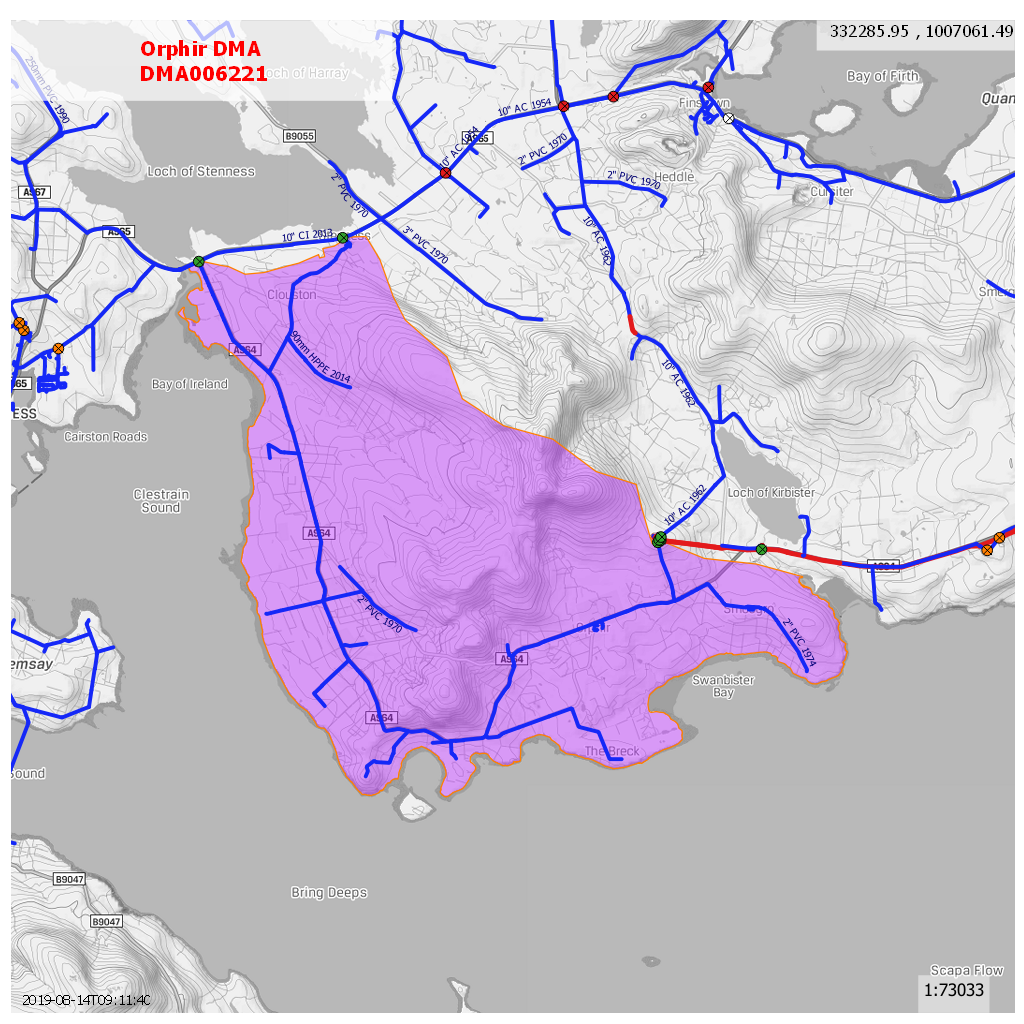 332285.95 , 1007061.49
Orphir DMA
DMA006221
Loch of Harray
250mm PVC 1990
Bay of Firth
Quan
10" AC 1954
Finstown
B9055
A965
10" AC 1954
2" PVC 1970
Loch of Stenness
2" PVC 1970
2" PVC 1970
Heddle
A967
Cursiter
A965
10" CI 2013
3" PVC 1970
10" AC 1962
Clouston
Smerg
90mm HPPE 2014
A964
65
Bay of Ireland
10" AC 1962
ESS
Cairston Roads
Clestrain
Sound
Loch of Kirbister
10" AC 1962
A964
A964
2" PVC 1970
Smoogro
Orphir
2" PVC 1974
emsay
A964
Swanbister
Bay
A964
The Breck
ound
B9047
Bring Deeps
B9047
Scapa Flow
2019-08-14T09:11:40
1:73033